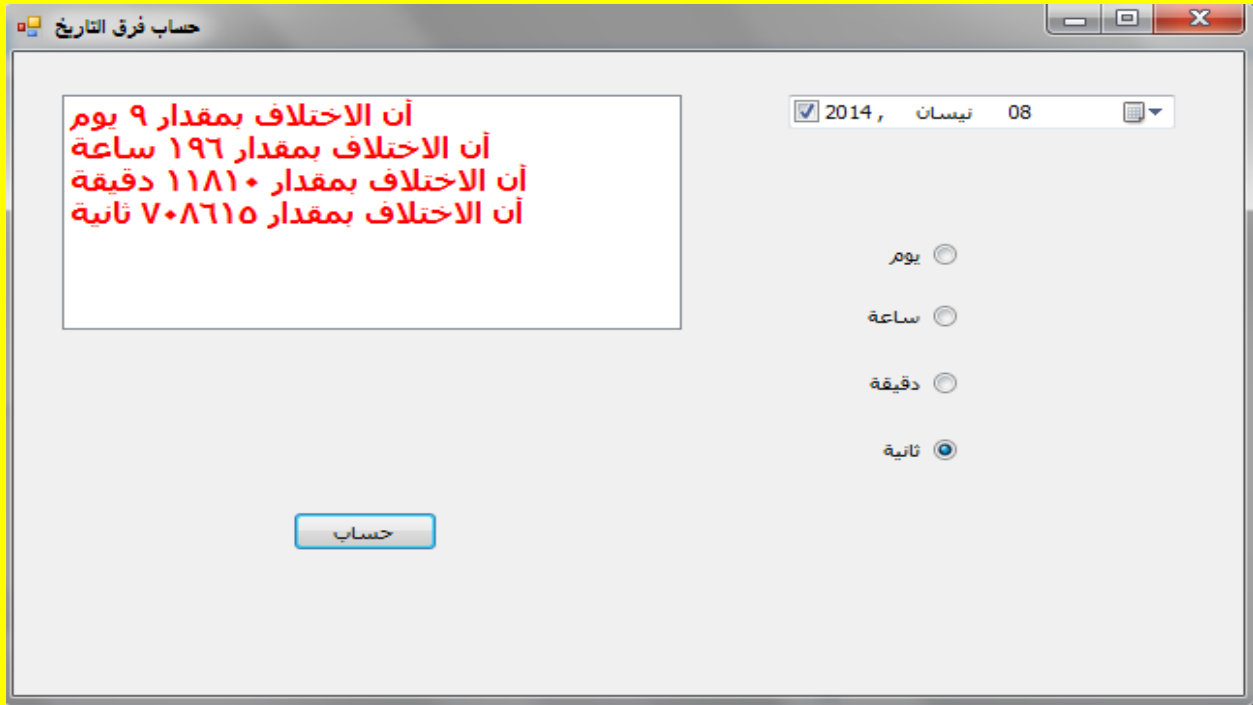 حساب فرق التاريخ
أن الاختلاف بمقدار ٩ يوم
أن الاختلاف بمقدار ١٩٦ ساعة
أن الاختلاف بمقدار ١١٨١٠ دقيقة
أن الاختلاف بمقدار ٧٠٨٦١٥ ثانية
08 نيسان , 2014
يوم
ساعة
دقيقة
ثانية
حساب